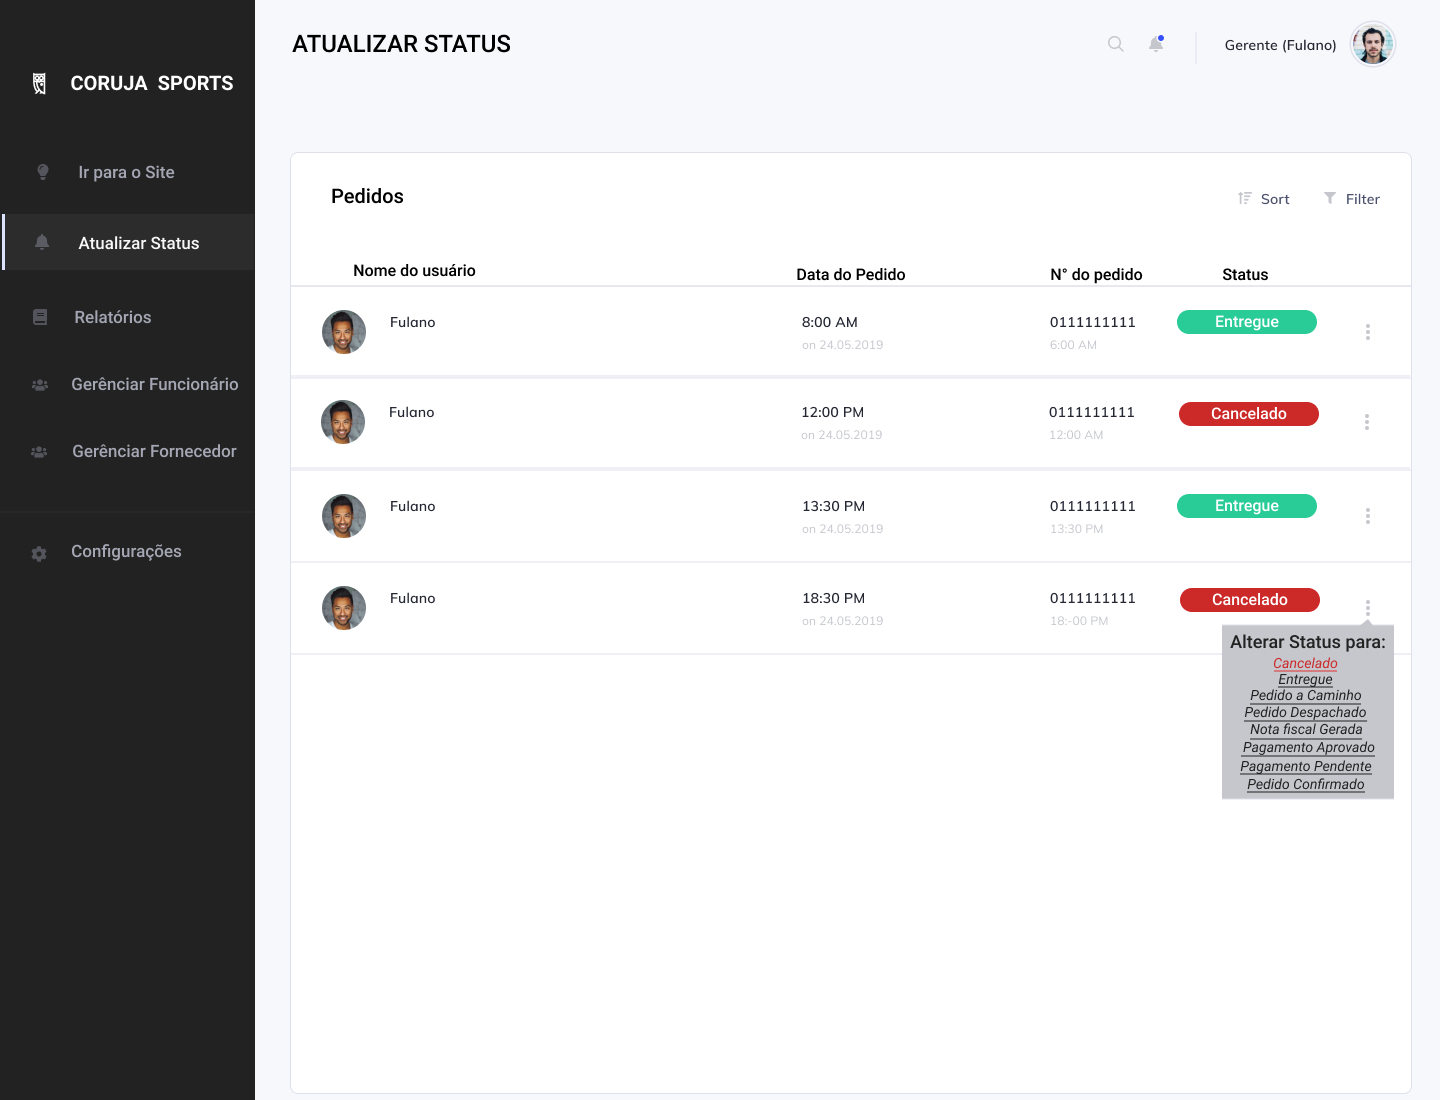 CORUJA SPORTS
Ir para o Site
Atualizar Status
Relatórios
Gerênciar Funcionário
Gerênciar Fornecedor
Configurações
ATUALIZAR STATUS
Gerente (Fulano)
Pedidos
Sort
Filter
Nome do usuário
Data do Pedido
N° do pedido
Status
Fulano
8:00 AM
on 24.05.2019
0111111111
6:00 AM
Entregue
Fulano
12:00 PM
on 24.05.2019
0111111111
12:00 AM
Cancelado
Fulano
13:30 PM
on 24.05.2019
0111111111
13:30 PM
Entregue
Fulano
18:30 PM
on 24.05.2019
0111111111
18:-00 PM
Cancelado
Alterar Status para:
Cancelado
Entregue
Pedido a Caminho
Pedido Despachado
Nota fiscal Gerada
Pagamento Aprovado
Pagamento Pendente
Pedido Confirmado